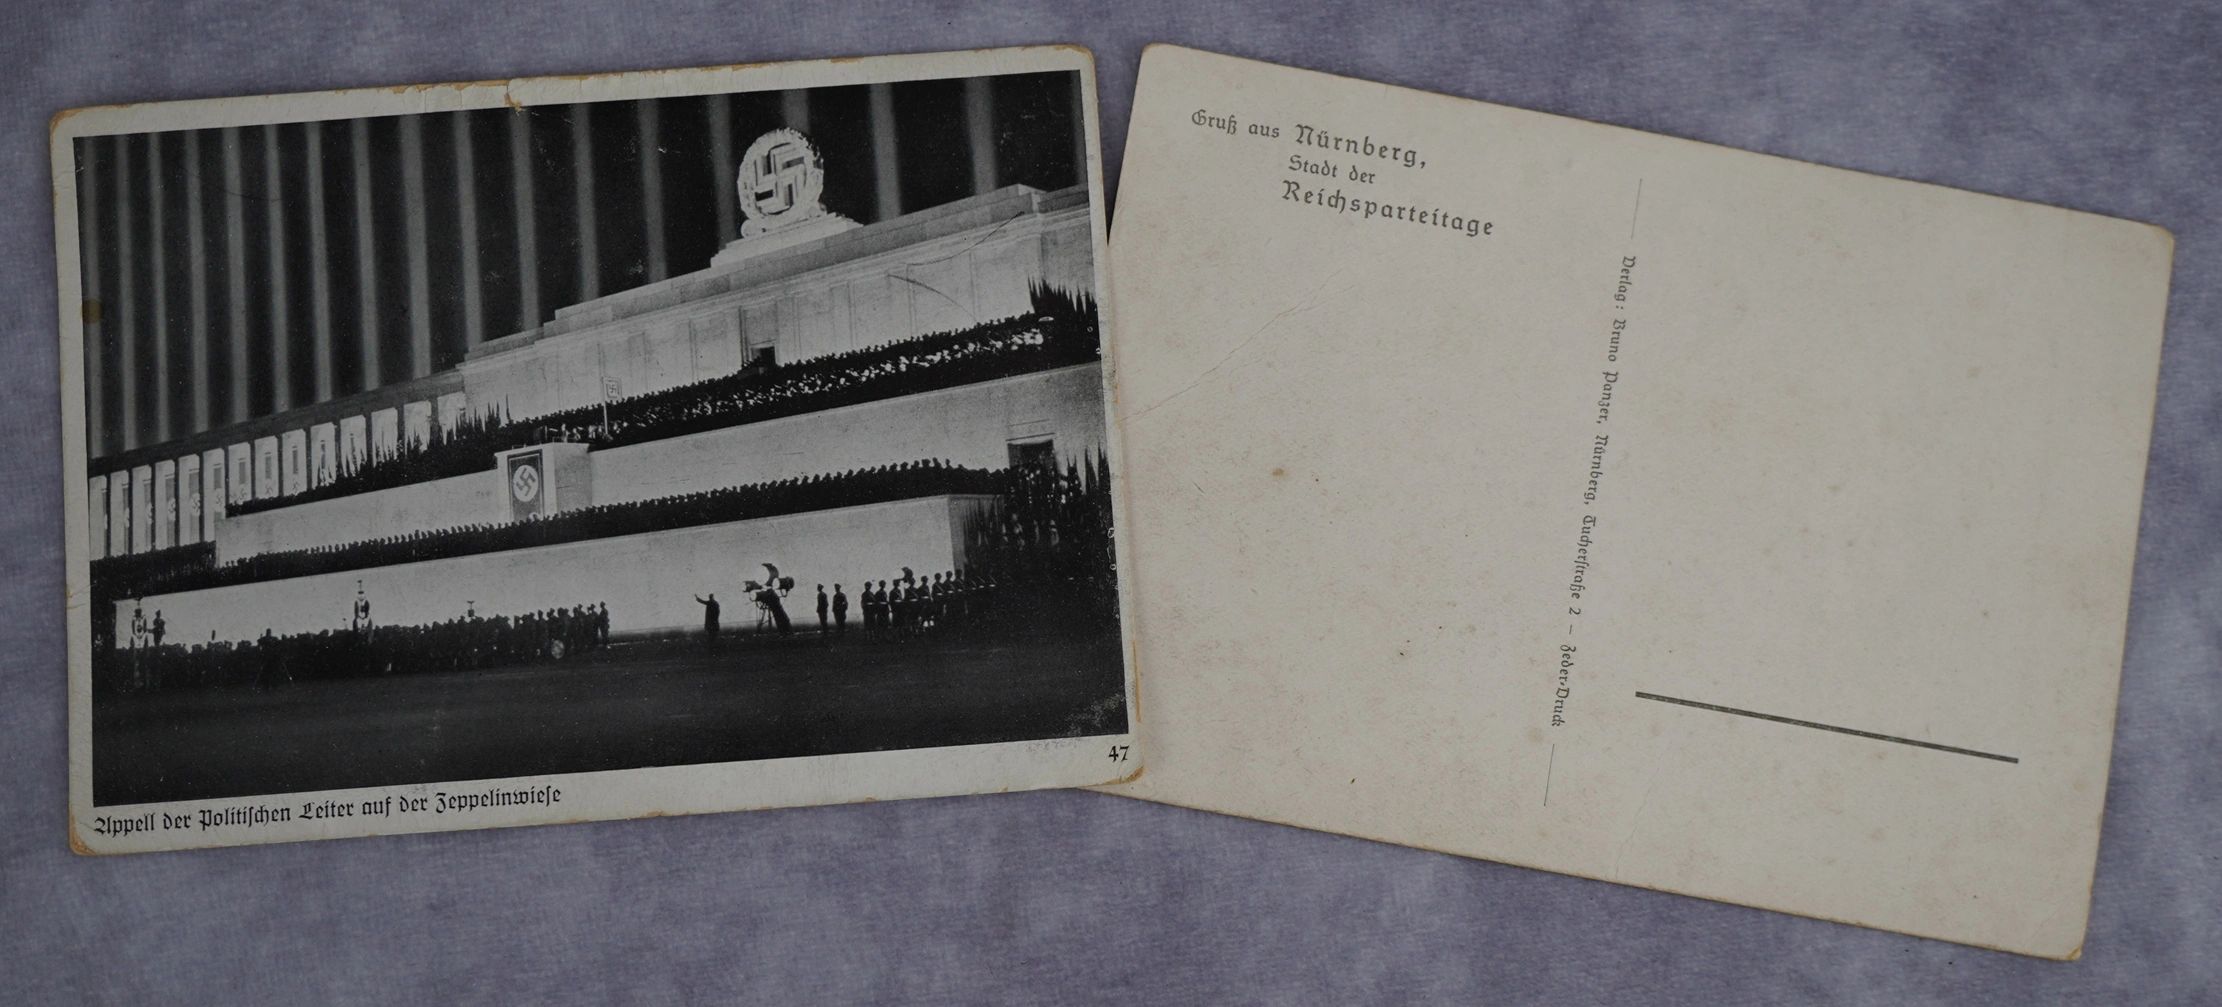 Appell der Politiſchen Leiter auf der Zeppelinwieſe
47
Gruß aus Nürnberg,
Stadt der
Reichsparteitage
Verlag: Bruno Panzer, Nürnberg, Tucherſtraße 2 – Zeder-Druck